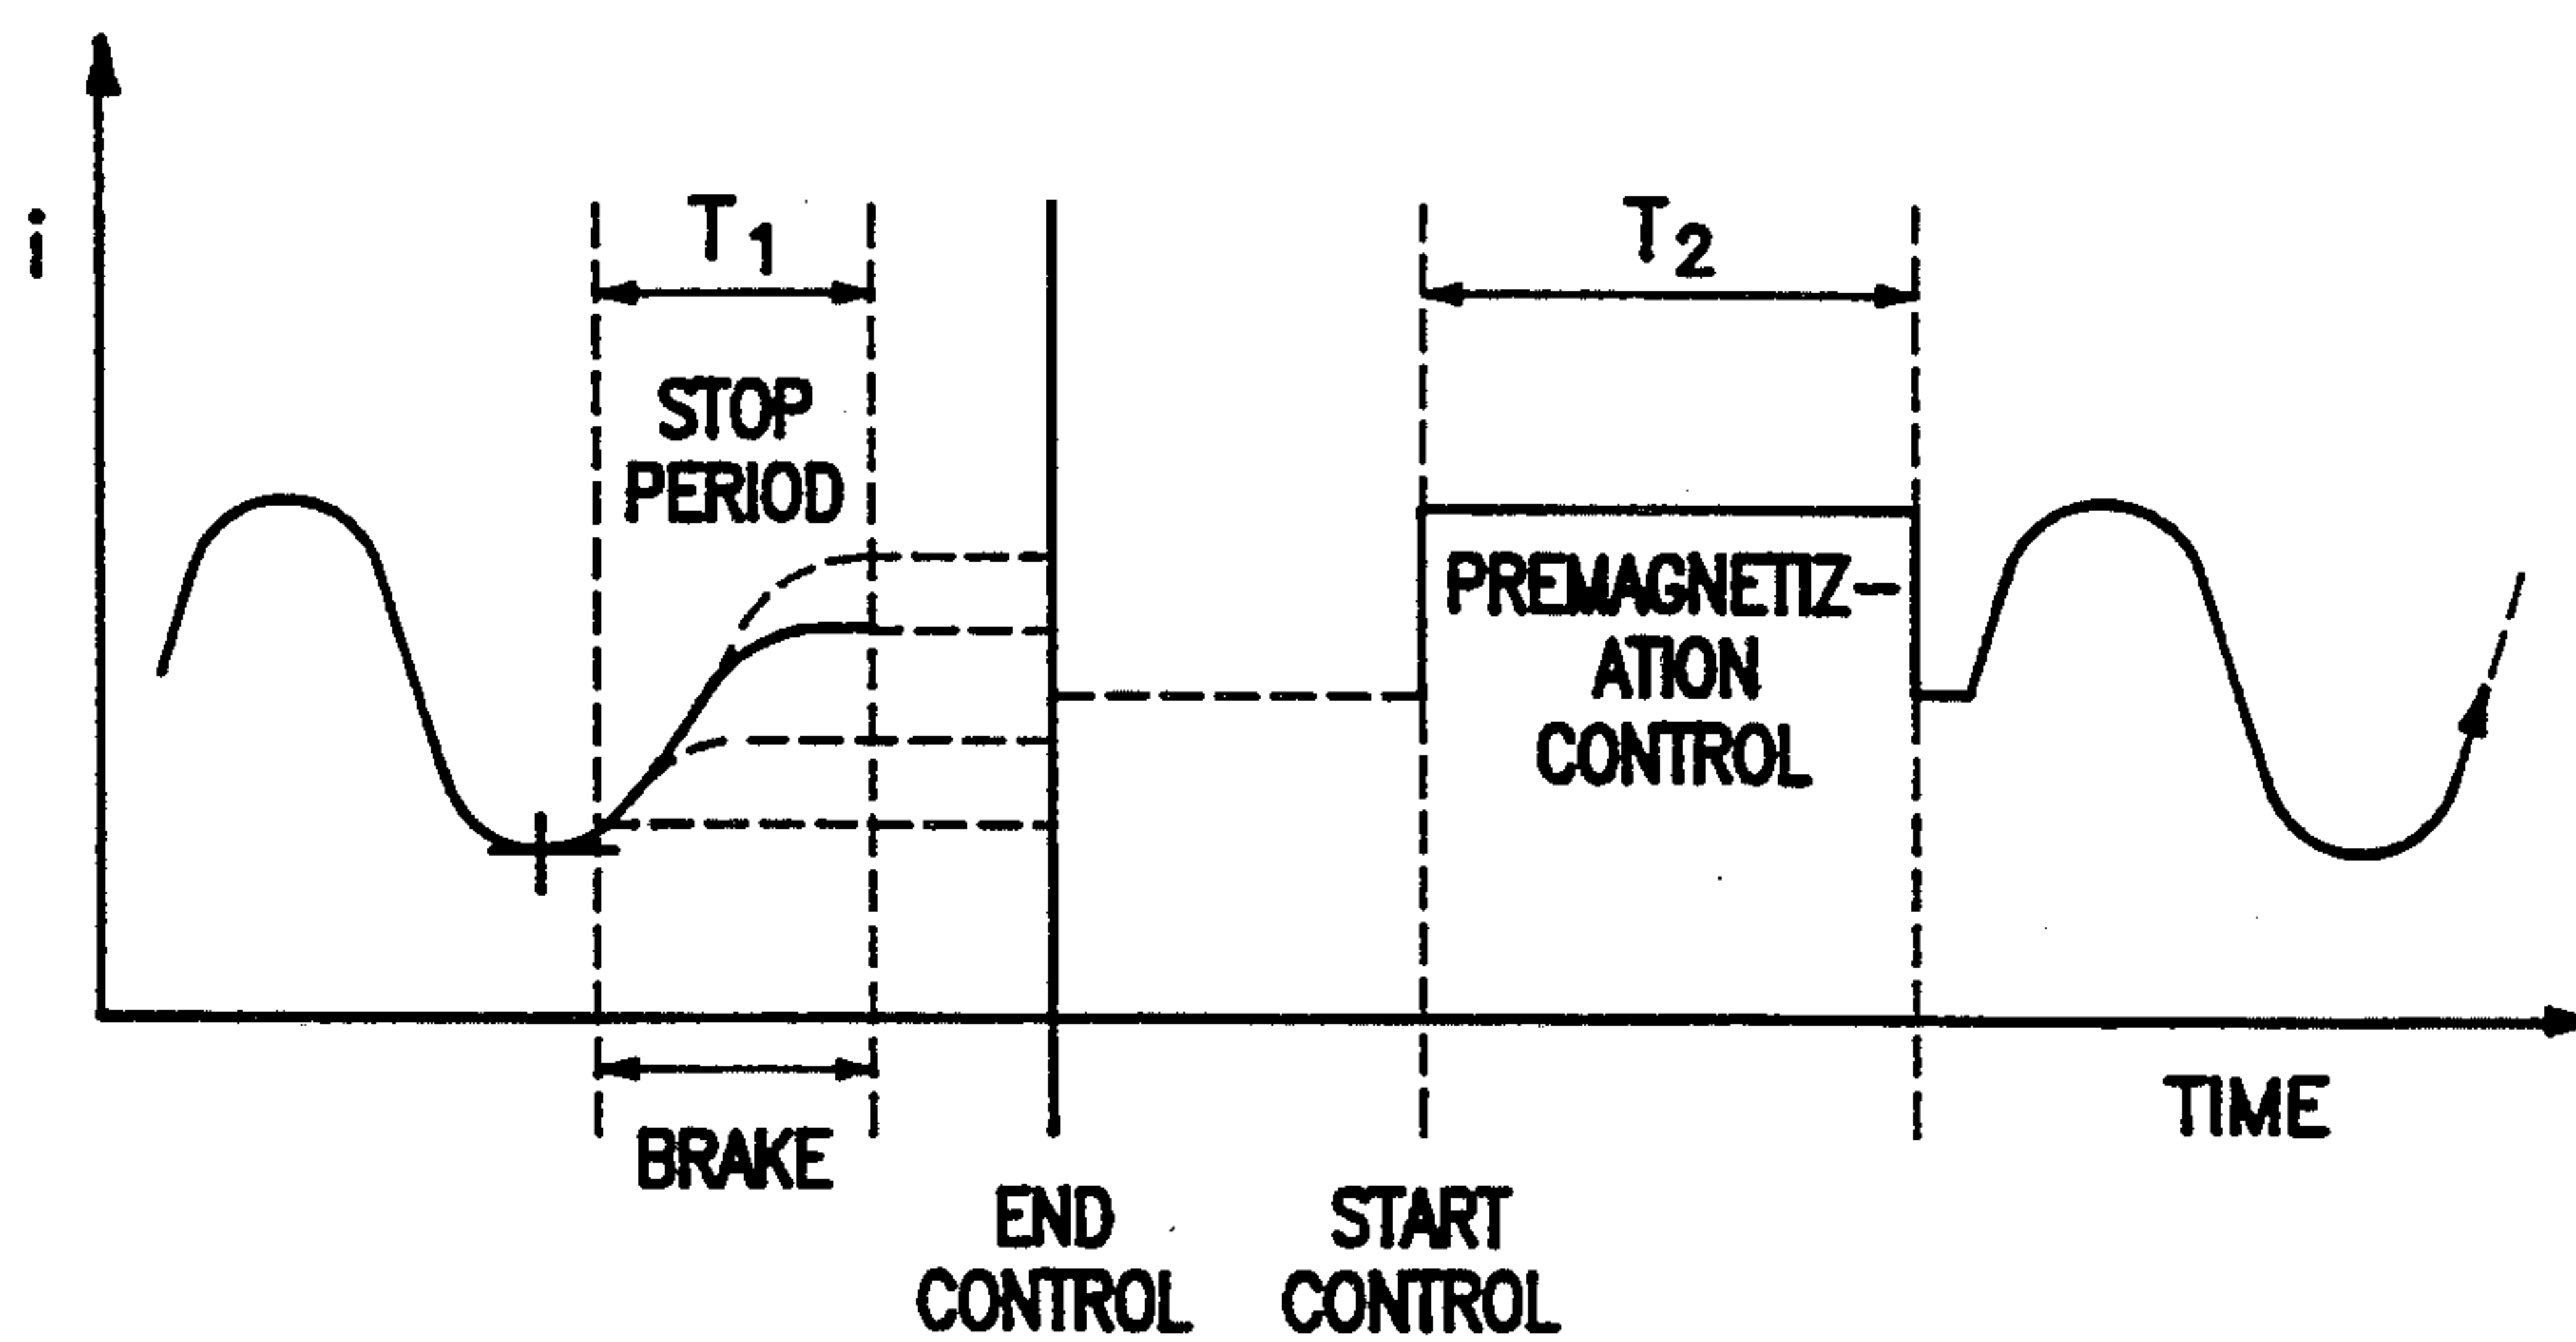 i
T1
T2
STOP
PERIOD
PREMAGNETIZ-
ATION
CONTROL
TIME
BRAKE
END
CONTROL
START
CONTROL